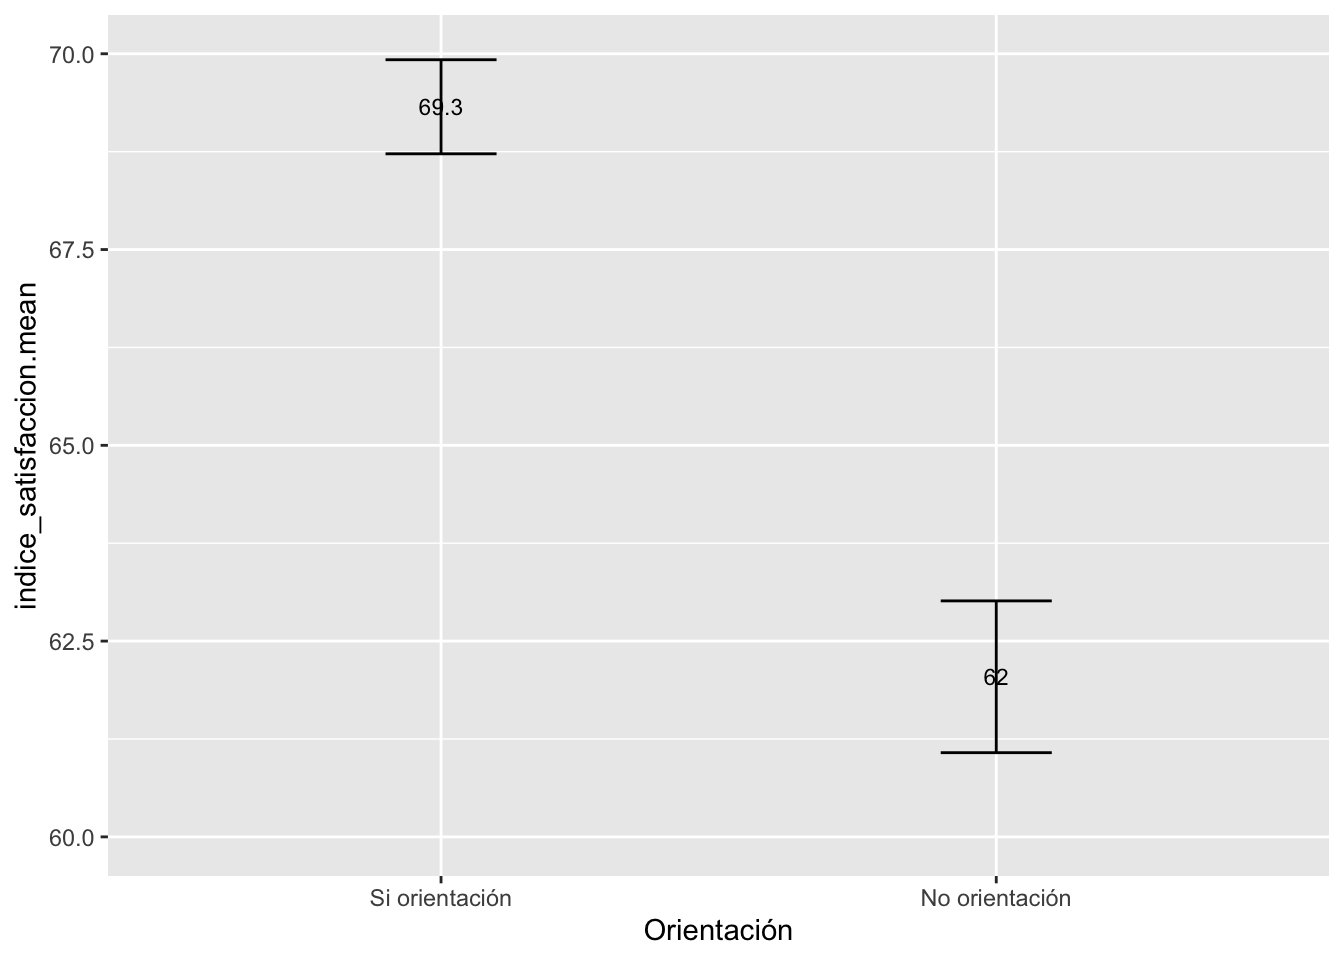 70.0
69.3
67.5
indice_satisfaccion.mean
65.0
62.5
62
60.0
Si orientación No orientación
Orientación